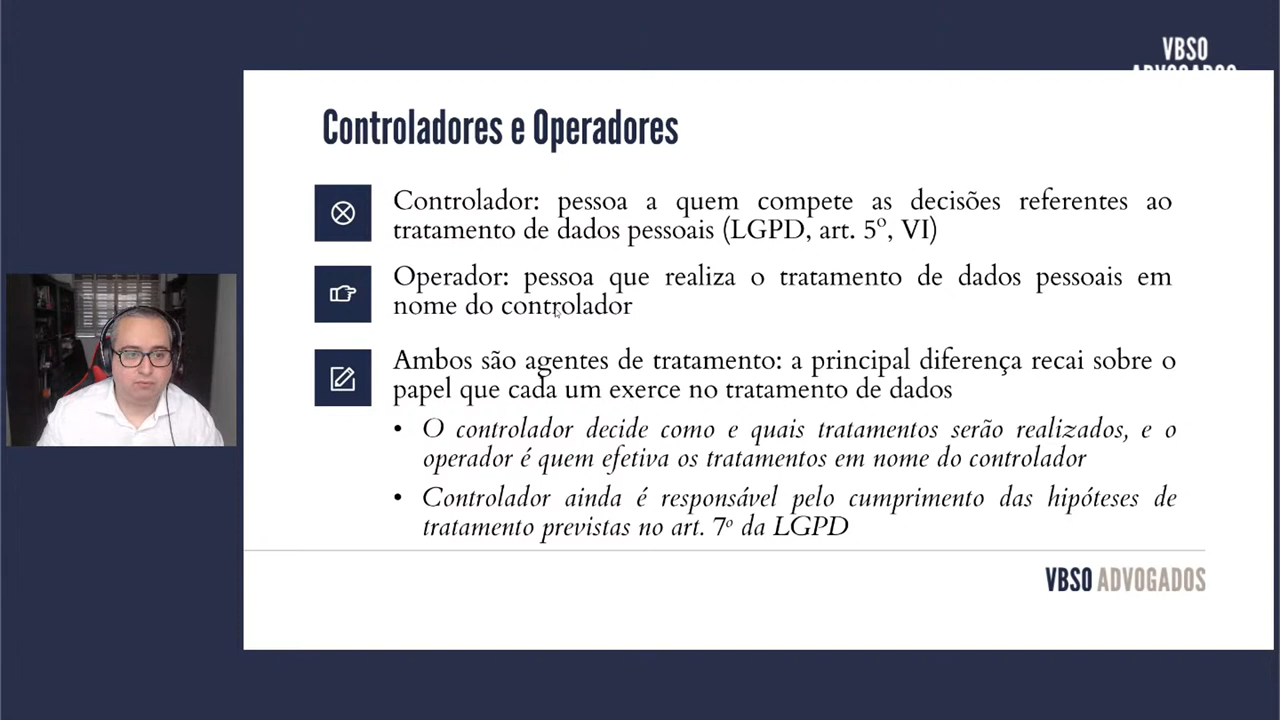 VBSO
ADVOGADOS
Controladores e Operadores
Controlador: pessoa a quem compete as decisões referentes ao
tratamento de dados pessoais (LGPD, art. 5º, VI)
Operador: pessoa que realiza o tratamento de dados pessoais em
nome do controlador
Ambos são agentes de tratamento: a principal diferença recai sobre o
papel que cada um exerce no tratamento de dados
• O controlador decide como e quais tratamentos serão realizados, e o
operador é quem efetiva os tratamentos em nome do controlador
• Controlador ainda é responsável pelo cumprimento das hipóteses de
tratamento previstas no art. 7º da LGPD
VBSO ADVOGADOS